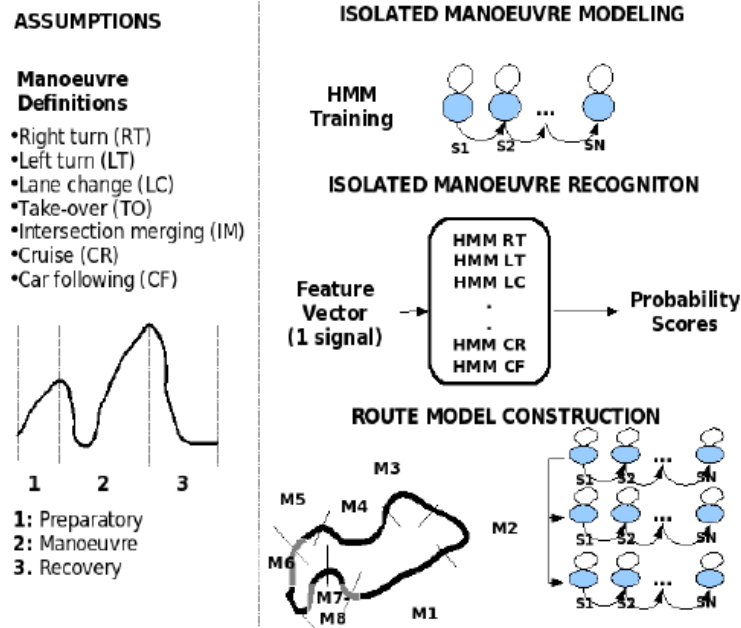 ASSUMPTIONS
Manoeuvre
Definitions
•Right turn (RT)
•Left turn (LT)
•Lane change (LC)
•Take-over (TO)
•Intersection merging (IM)
•Cruise (CR)
•Car following (CF)
1 2 3
1: Preparatory
2: Manoeuvre
3. Recovery
ISOLATED MANOEUVRE MODELING
HMM
Training
...
S1 S2 SN
ISOLATED MANOEUVRE RECOGNITON
Feature
Vector
(1 signal)
HMM RT
HMM LT
HMM LC
.
.
HMM CR
HMM CF
Probability
Scores
ROUTE MODEL CONSTRUCTION
M3
M5
M4
M2
M6
M7-
M8
M1
...
S1 S2 SN
...
S1 S2 SN
...
S1 S2 SN